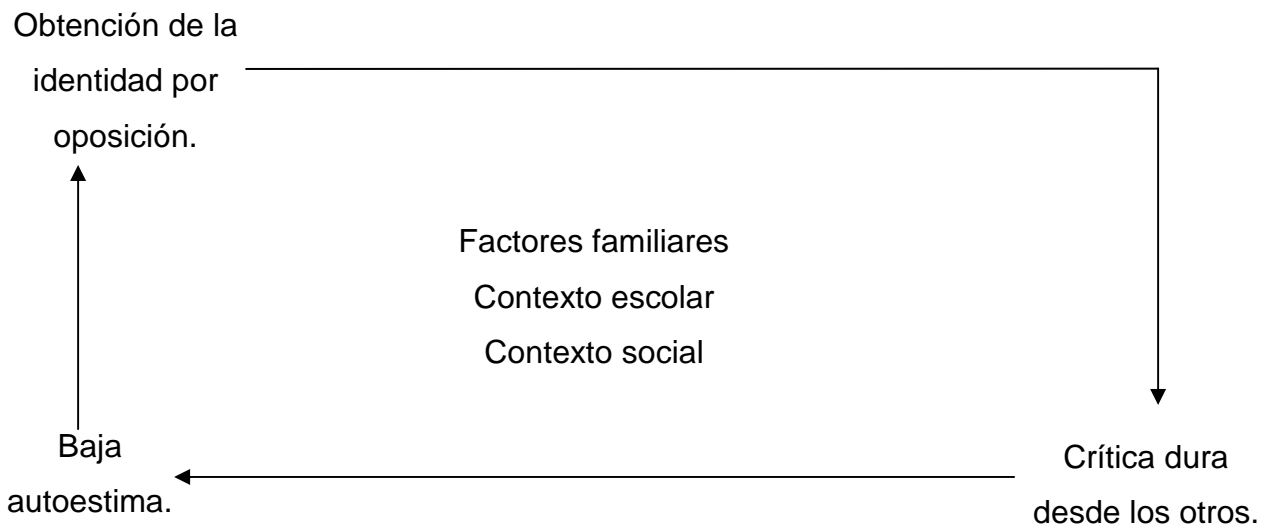 Obtención de la
identidad por
oposición.
Factores familiares
Contexto escolar
Contexto social
Baja
autoestima.
Crítica dura
desde los otros.